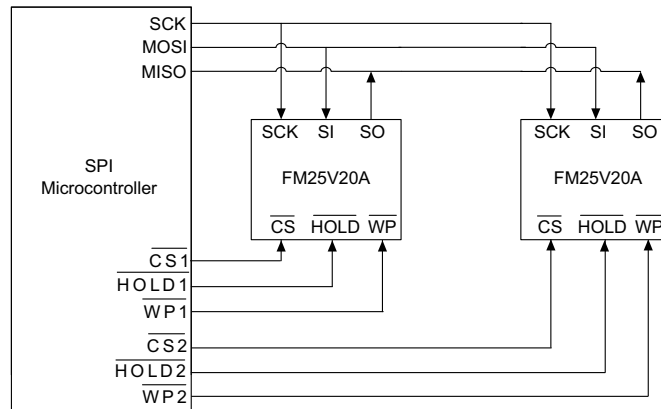 SCK
MOSI
MISO
SPI
Microcontroller
SCK SI SO
FM25V20A
CS HOLD WP
SCK SI SO
FM25V20A
CS HOLD WP
CS1
HOLD1
WP1
CS2
HOLD2
WP2